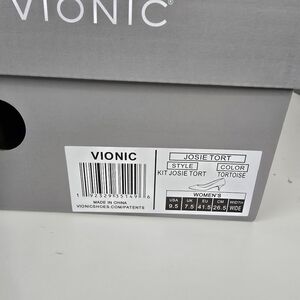 VIONIC®
VIONIC
MADE IN CHINA
VIONICSHOES.COM/PATENTS
JOSIE TORT
STYLE COLOR
KIT JOSIE TORT TORTOISE
WOMEN'S
USA UK EU CM WIDTH
9.5 7.5 41.5 26.5 WIDE